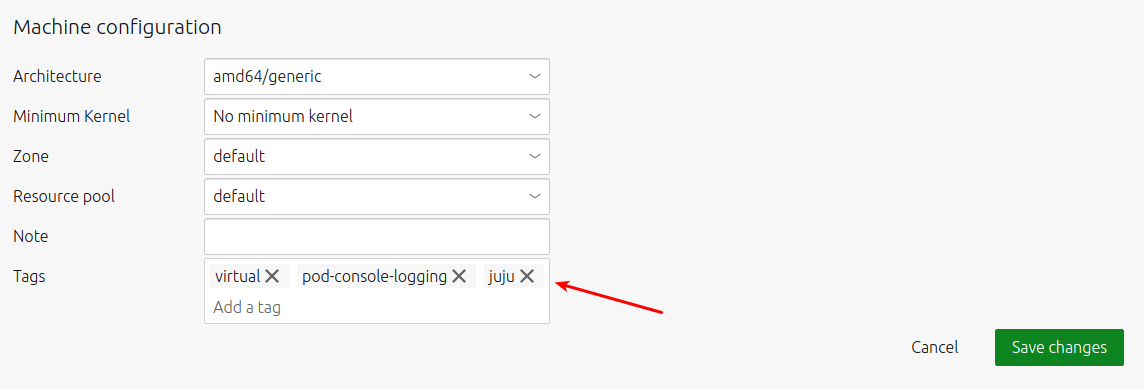 Machine configuration
Architecture amd64/generic
Minimum Kernel No minimum kernel
Zone default
Resource pool default
Note
Tags virtual pod-console-logging juju
Add a tag
Cancel Save changes